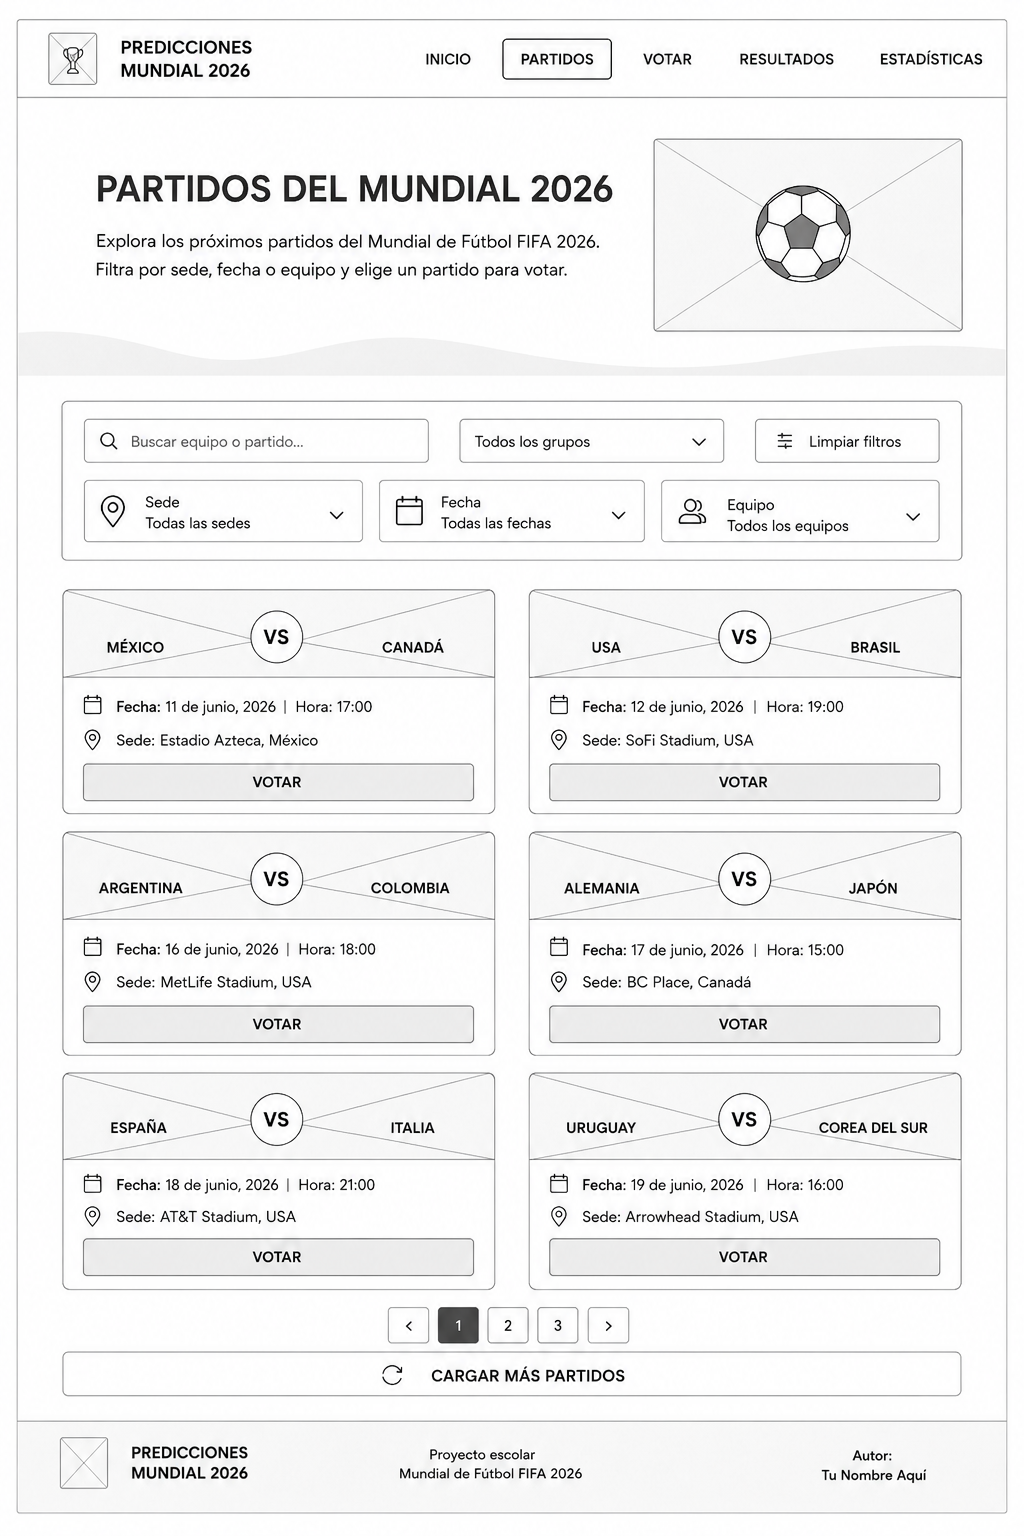 PREDICCIONES
MUNDIAL 2026
INICIO
PARTIDOS
VOTAR
RESULTADOS
ESTADÍSTICAS
PARTIDOS DEL MUNDIAL 2026
Explora los próximos partidos del Mundial de Fútbol FIFA 2026.
Filtra por sede, fecha o equipo y elige un partido para votar.
Buscar equipo o partido...
Todos los grupos
Limpiar filtros
Sede
Todas las sedes
Fecha
Todas las fechas
Equipo
Todos los equipos
MÉXICO
VS
CANADÁ
Fecha: 11 de junio, 2026 | Hora: 17:00
Sede: Estadio Azteca, México
VOTAR
USA
VS
BRASIL
Fecha: 12 de junio, 2026 | Hora: 19:00
Sede: SoFi Stadium, USA
VOTAR
ARGENTINA
VS
COLOMBIA
Fecha: 16 de junio, 2026 | Hora: 18:00
Sede: MetLife Stadium, USA
VOTAR
ALEMANIA
VS
JAPÓN
Fecha: 17 de junio, 2026 | Hora: 15:00
Sede: BC Place, Canadá
VOTAR
ESPAÑA
VS
ITALIA
Fecha: 18 de junio, 2026 | Hora: 21:00
Sede: AT&T Stadium, USA
VOTAR
URUGUAY
VS
COREA DEL SUR
Fecha: 19 de junio, 2026 | Hora: 16:00
Sede: Arrowhead Stadium, USA
VOTAR
1
2
3
CARGAR MÁS PARTIDOS
PREDICCIONES
MUNDIAL 2026
Proyecto escolar
Mundial de Fútbol FIFA 2026
Autor:
Tu Nombre Aquí